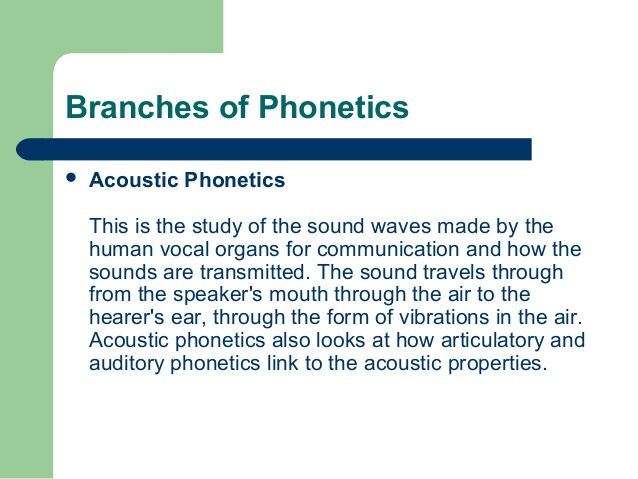 Branches of Phonetics
Acoustic Phonetics
This is the study of the sound waves made by the
human vocal organs for communication and how the
sounds are transmitted. The sound travels through
from the speaker's mouth through the air to the
hearer's ear, through the form of vibrations in the air.
Acoustic phonetics also looks at how articulatory and
auditory phonetics link to the acoustic properties.